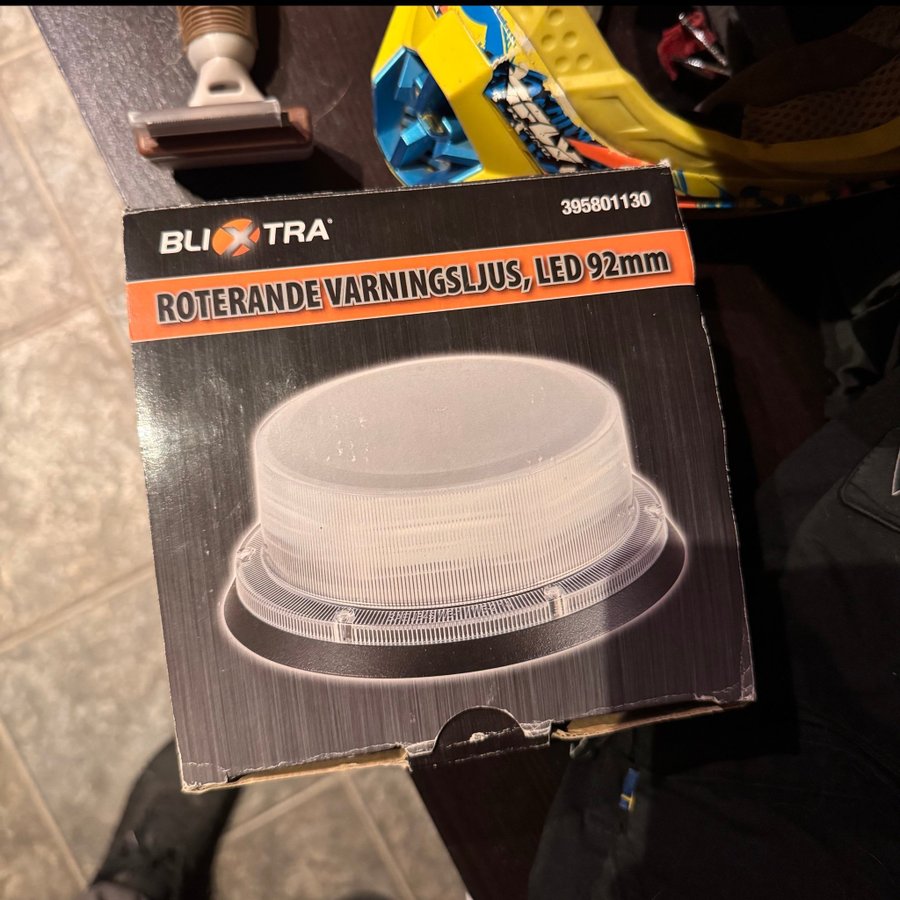 BLIXTRA
395801130
ROTERANDE VARNINGSLJUS, LED 92mm